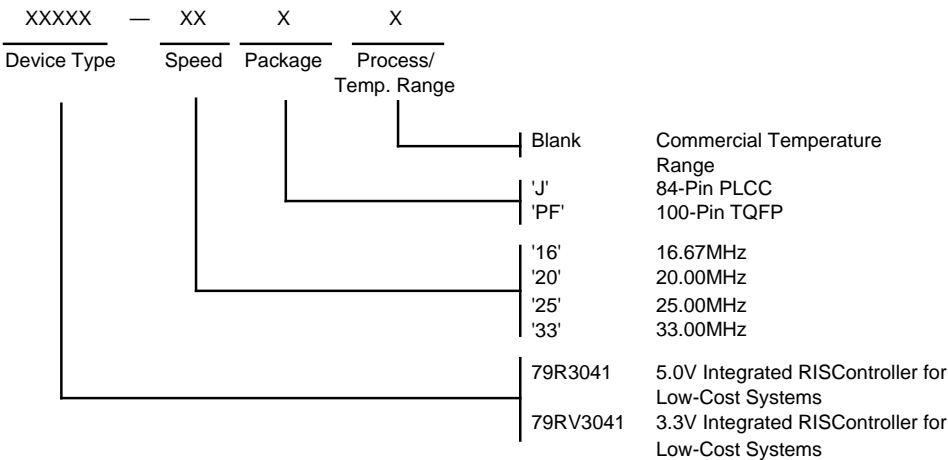 XXXXX — XX X X
Device Type Speed Package Process/
Temp. Range
Blank Commercial Temperature
Range
'J' 84-Pin PLCC
'PF' 100-Pin TQFP
'16' 16.67MHz
'20' 20.00MHz
'25' 25.00MHz
'33' 33.00MHz
79R3041 5.0V Integrated RISController for
Low-Cost Systems
79RV3041 3.3V Integrated RISController for
Low-Cost Systems